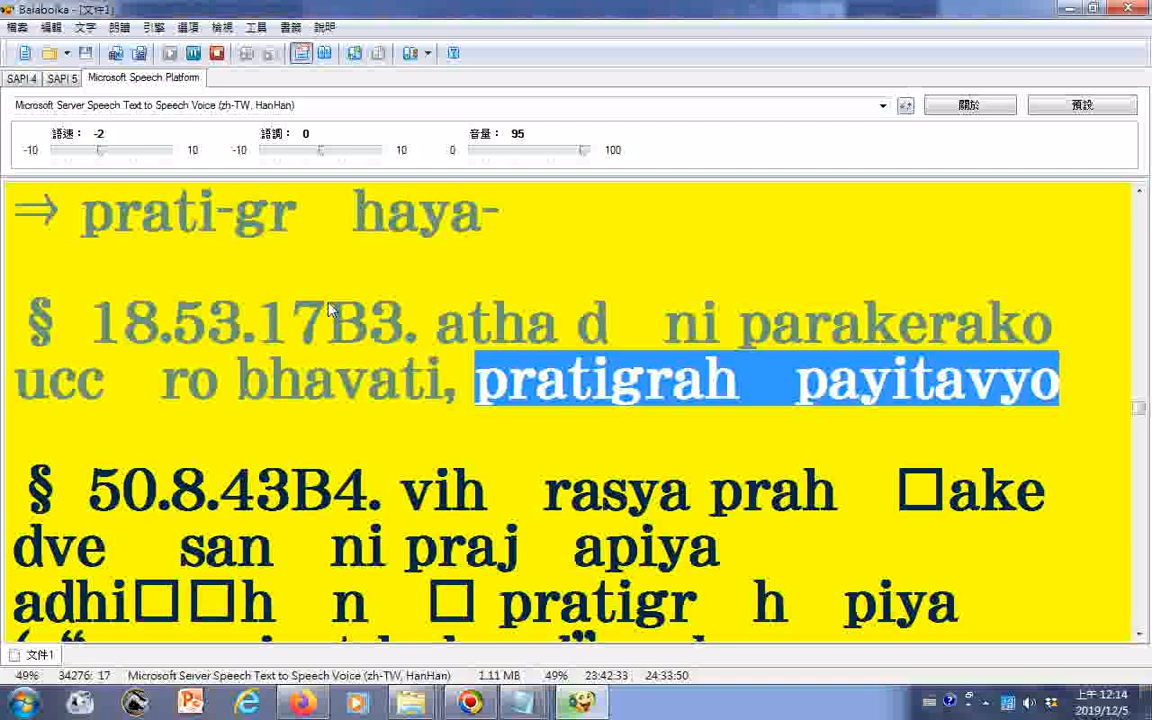 Balabolka - [文件1]
檔案 編輯 文字 朗讀 引擎 選項 檢視 工具 書籤 說明
SAPI 4 SAPI 5 Microsoft Speech Platform
Microsoft Server Speech Text to Speech Voice (zh-TW, HanHan) 關於 預設
語速： -2 語調： 0 音量： 95
-10 10 -10 10 0 100
⇒ prati-gr haya-
§ 18.53.17B3. atha d ni parakerako
ucc ro bhavati, pratigrah payitavyo
§ 50.8.43B4. vih rasya prah □ake
dve san ni praj apiya
adhi□□h n □ pratigr h piya
文件1
49% 34276: 17 Microsoft Server Speech Text to Speech Voice (zh-TW, HanHan) 1.11 MB 49% 23:42:33 24:33:50
上午 12:14
2019/12/5